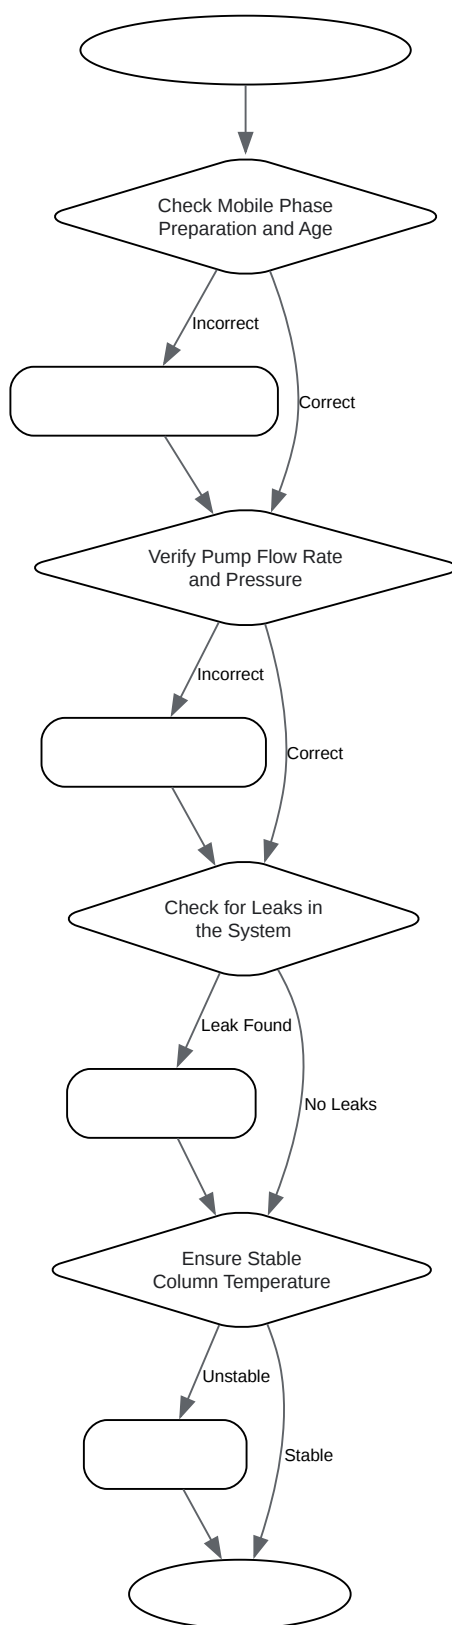 Check Mobile Phase
Preparation and Age
Incorrect
Correct
Verify Pump Flow Rate
and Pressure
Incorrect
Correct
Check for Leaks in
the System
Leak Found
No Leaks
Ensure Stable
Column Temperature
Unstable
Stable